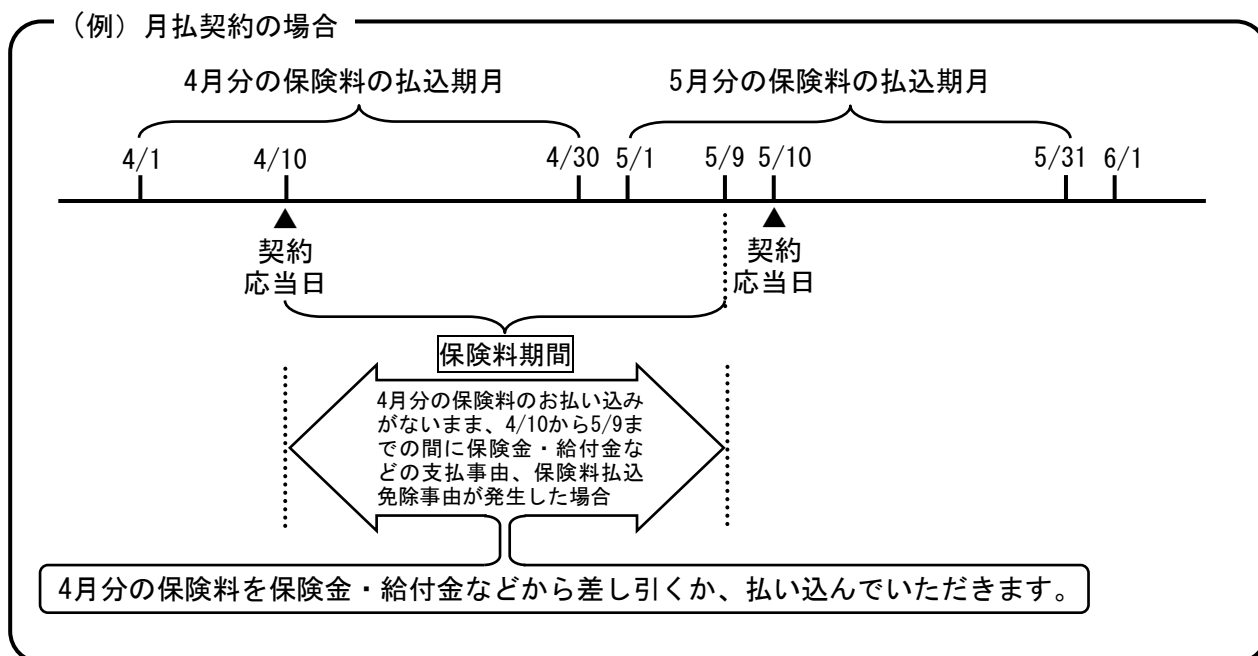 （例）月払契約の場合
4月分の保険料の払込期月
5月分の保険料の払込期月
4/1
4/10
4/30
5/1
5/9
5/10
5/31
6/1
▲
契約
応当日
▲
契約
応当日
保険料期間
4月分の保険料のお払い込み
がないまま、4/10から5/9ま
での間に保険金・給付金な
どの支払事由、保険料払込
免除事由が発生した場合
4月分の保険料を保険金・給付金などから差し引くか、払い込んでいただきます。